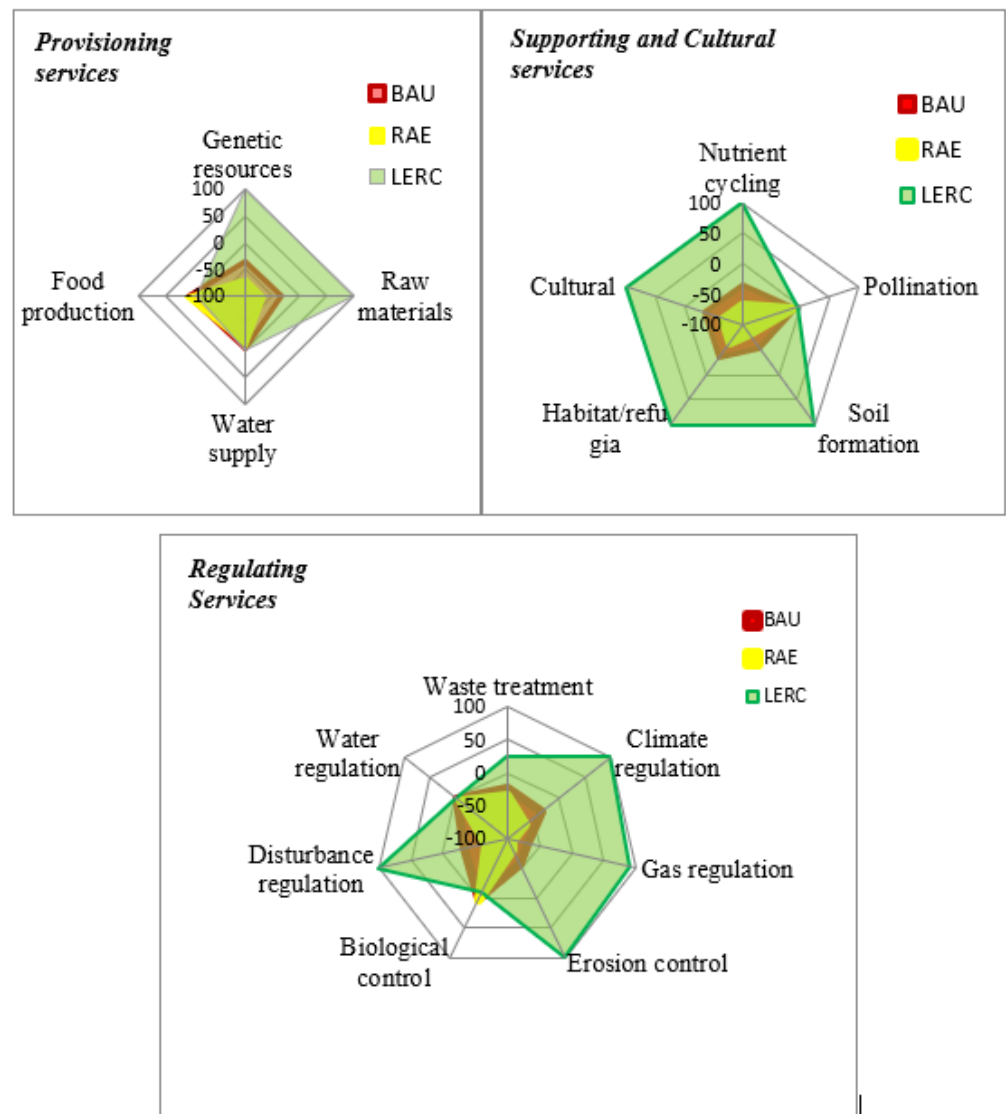 Provisioning
services
BAU
RAE
LERC
Genetic
resources
100
50
0
-50
-100
Food
production
Raw
materials
Water
supply
Supporting and Cultural
services
BAU
RAE
LERC
Nutrient
cycling
100
50
0
-50
-100
Cultural
Pollination
Habitat/refu
gia
Soil
formation
Regulating
Services
BAU
RAE
LERC
Waste treatment
100
50
0
-50
-100
Water
regulation
Climate
regulation
Disturbance
regulation
Gas regulation
Biological
control
Erosion control